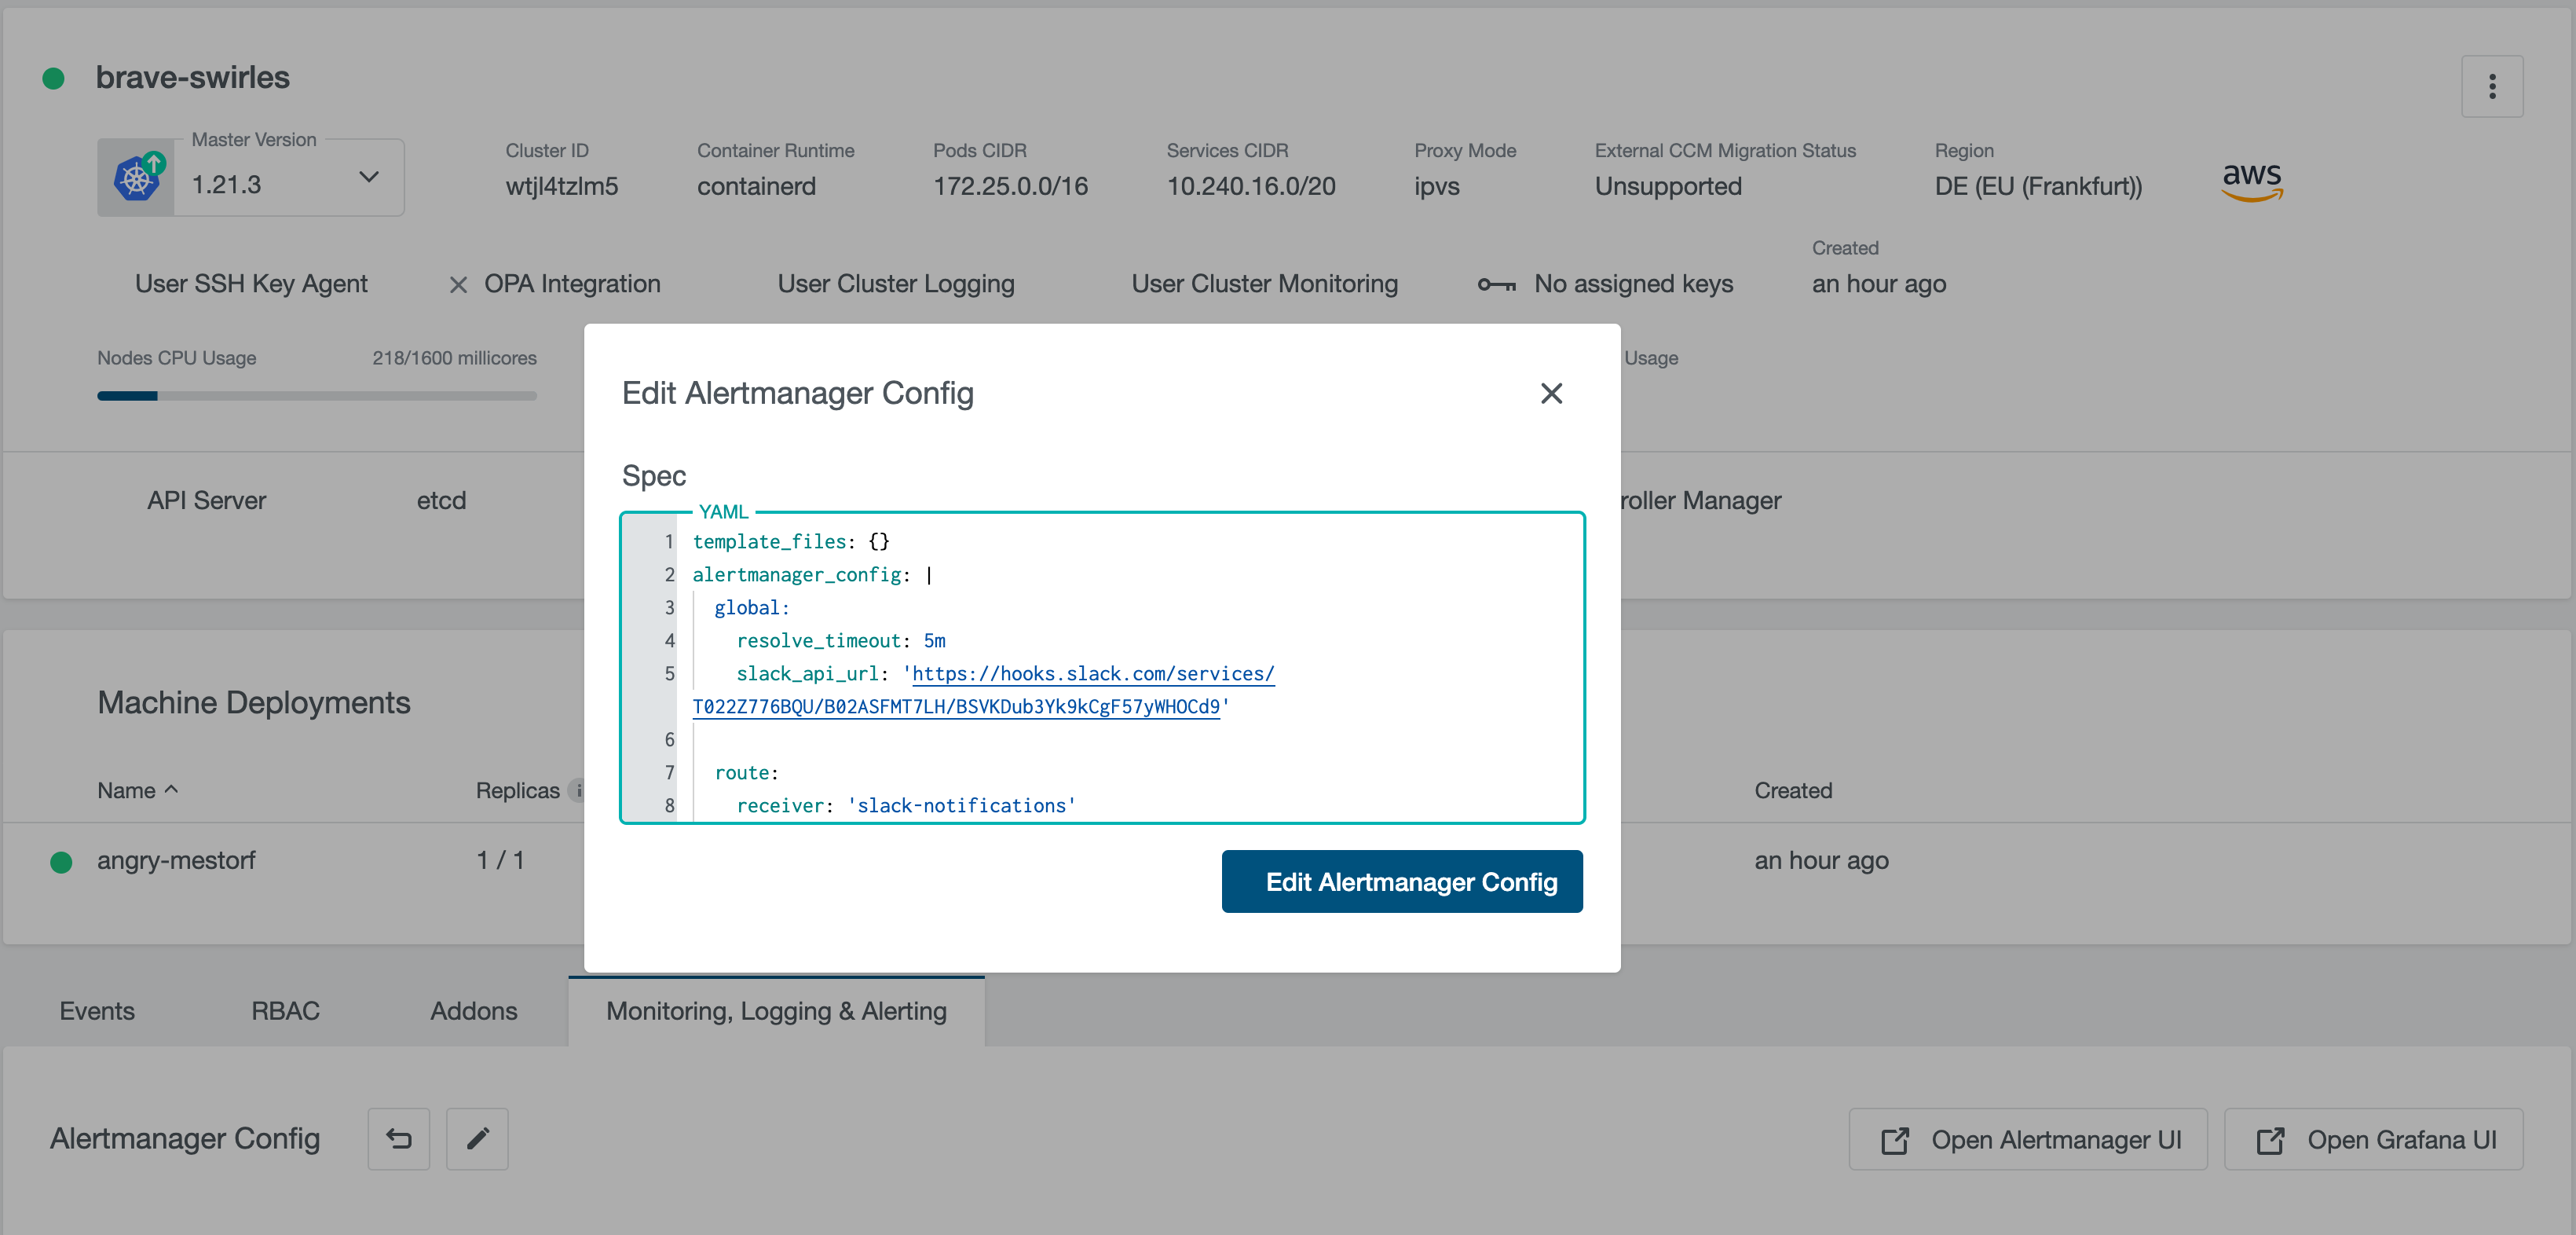 brave-swirles
Master Version
1.21.3
Cluster ID
wtjl4tzlm5
Container Runtime
containerd
Pods CIDR
172.25.0.0/16
Services CIDR
10.240.16.0/20
Proxy Mode
ipvs
External CCM Migration Status
Unsupported
Region
DE (EU (Frankfurt))
aws
User SSH Key Agent
OPA Integration
User Cluster Logging
User Cluster Monitoring
No assigned keys
Created
an hour ago
Nodes CPU Usage
218/1600 millicores
Usage
API Server
etcd
roller Manager
Edit Alertmanager Config
Spec
YAML
1 template_files: {}
2 alertmanager_config: |
3 global:
4 resolve_timeout: 5m
5 slack_api_url: 'https://hooks.slack.com/services/
T022Z776BQU/B02ASFMT7LH/BSVKDub3Yk9kCgF57yWHOCd9'
6
7 route:
8 receiver: 'slack-notifications'
Edit Alertmanager Config
Machine Deployments
Name
Replicas
i
Created
angry-mestorf
1 / 1
an hour ago
Events
RBAC
Addons
Monitoring, Logging & Alerting
Alertmanager Config
Open Alertmanager UI
Open Grafana UI